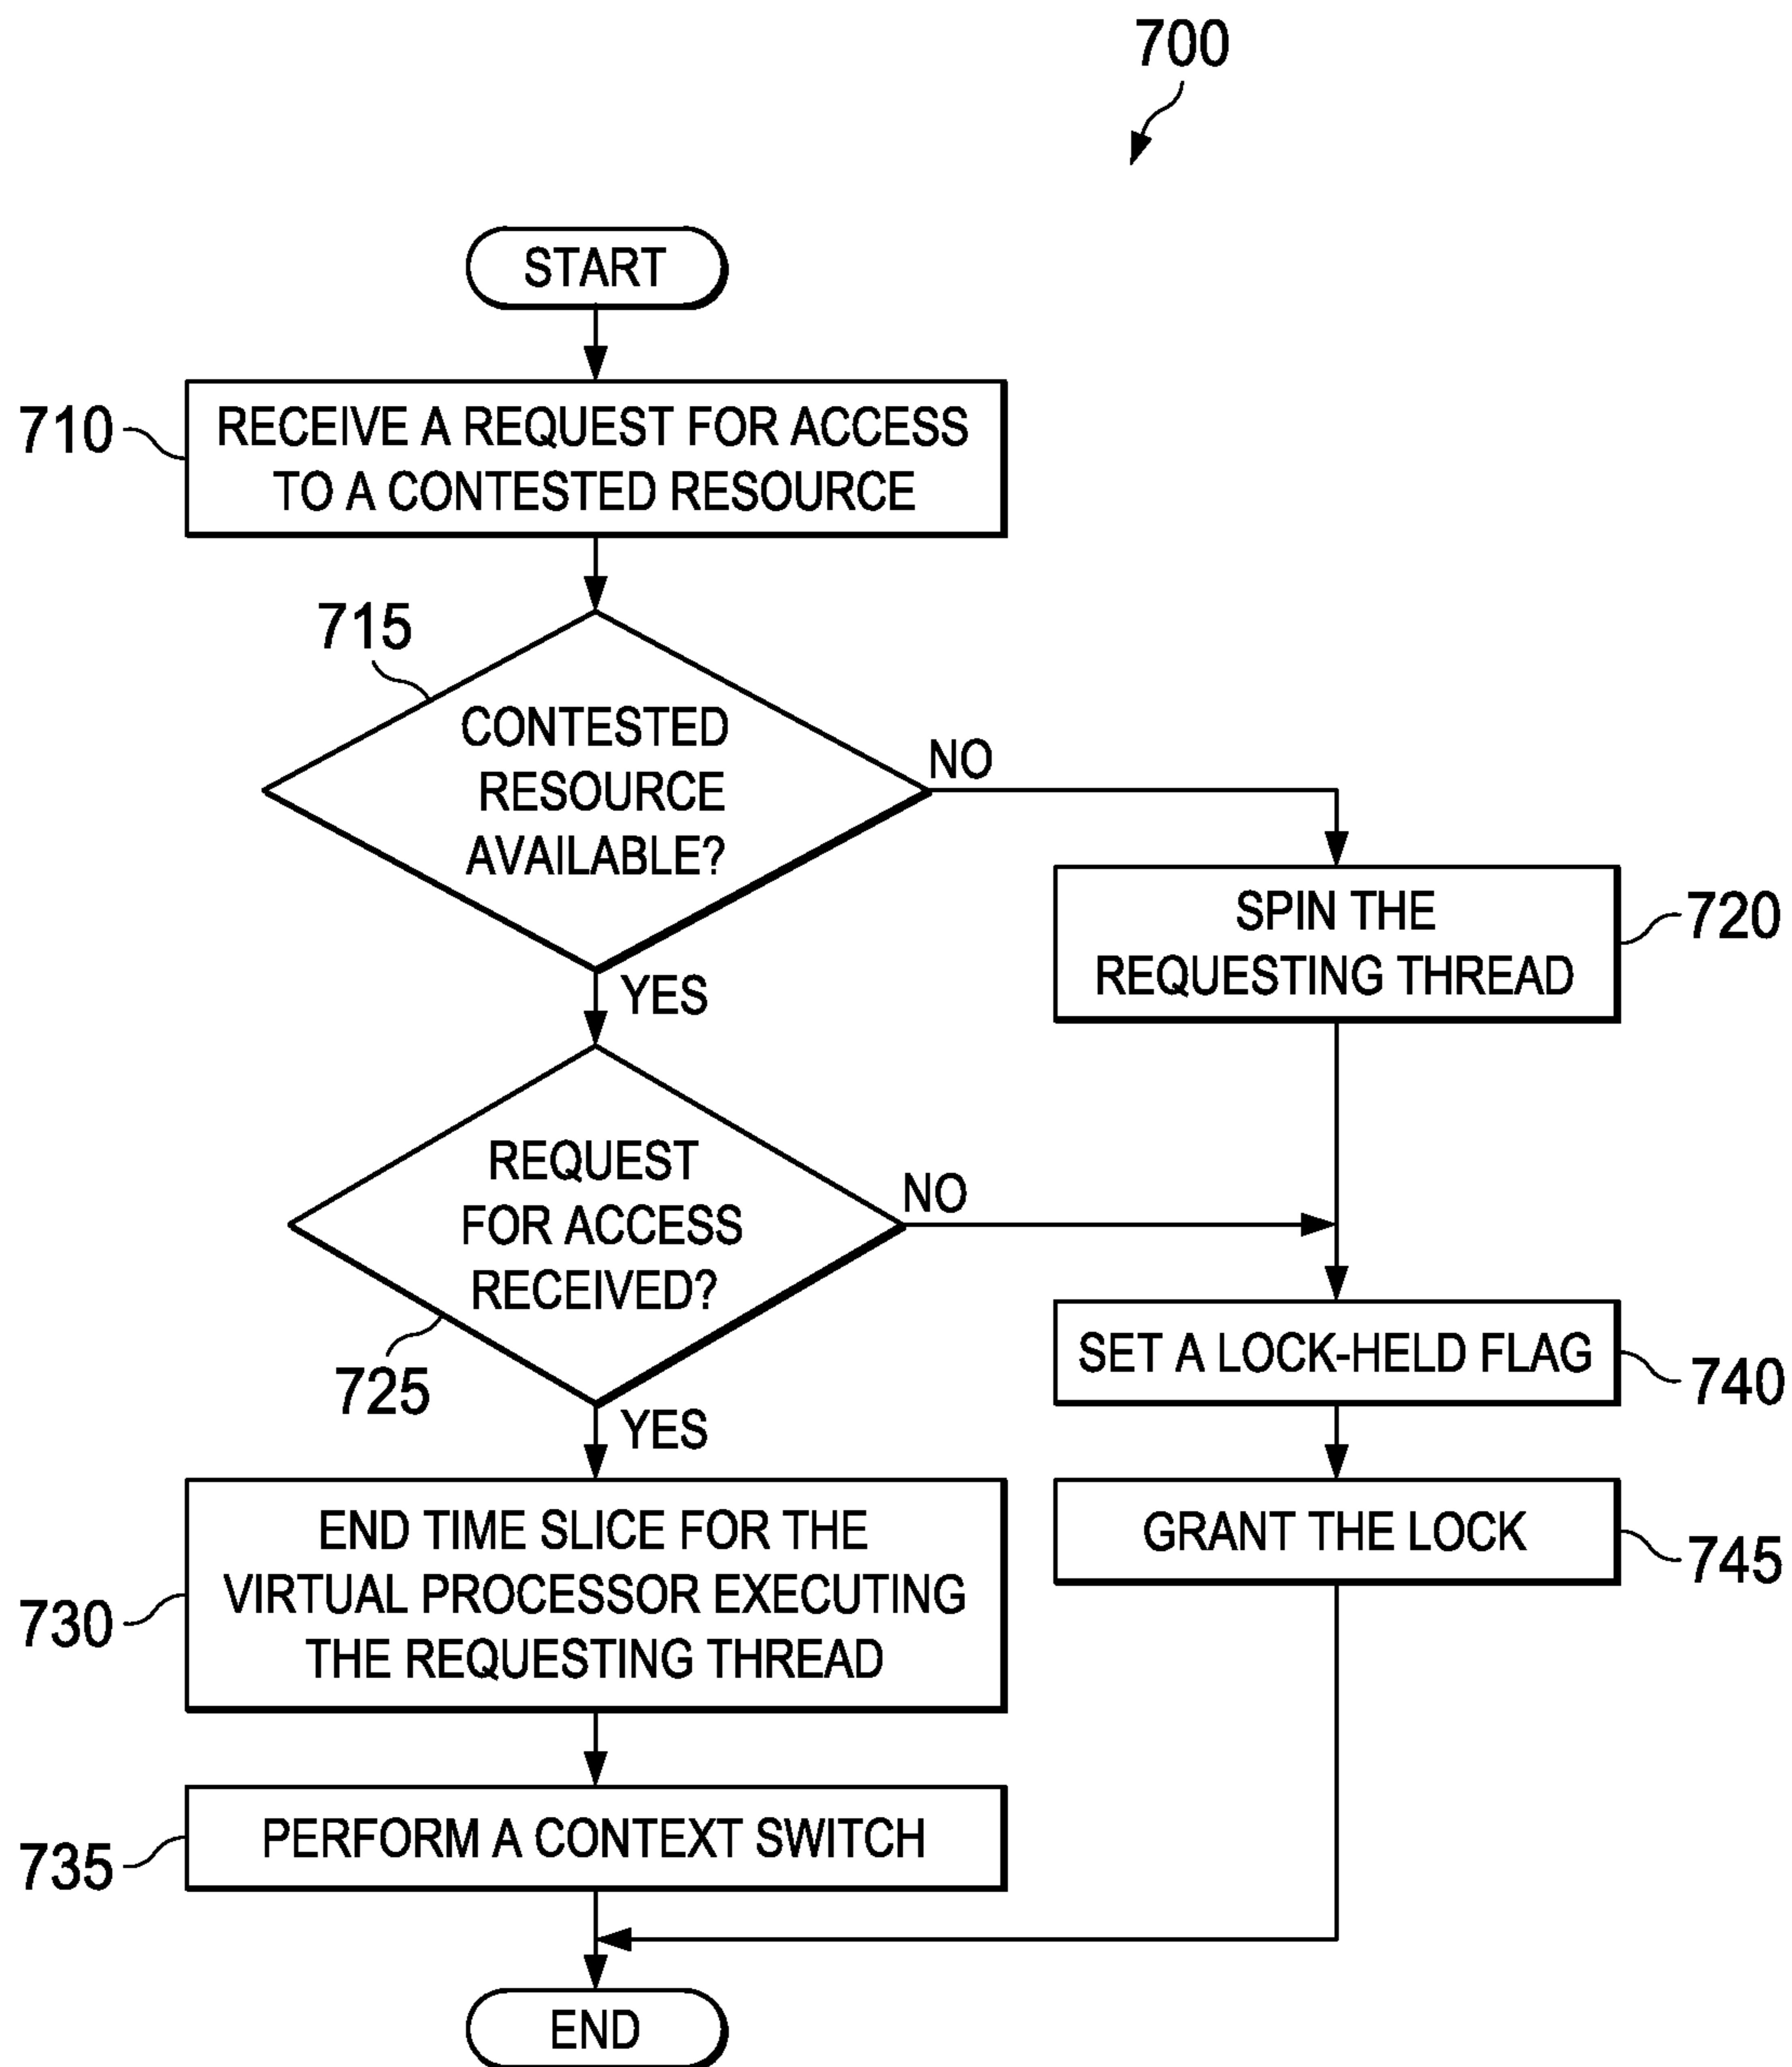 700
START
710
RECEIVE A REQUEST FOR ACCESS
TO A CONTESTED RESOURCE
715
CONTESTED
RESOURCE
AVAILABLE?
NO
YES
SPIN THE
REQUESTING THREAD
720
REQUEST
FOR ACCESS
RECEIVED?
NO
725
YES
SET A LOCK-HELD FLAG
740
GRANT THE LOCK
745
730
END TIME SLICE FOR THE
VIRTUAL PROCESSOR EXECUTING
THE REQUESTING THREAD
735
PERFORM A CONTEXT SWITCH
END